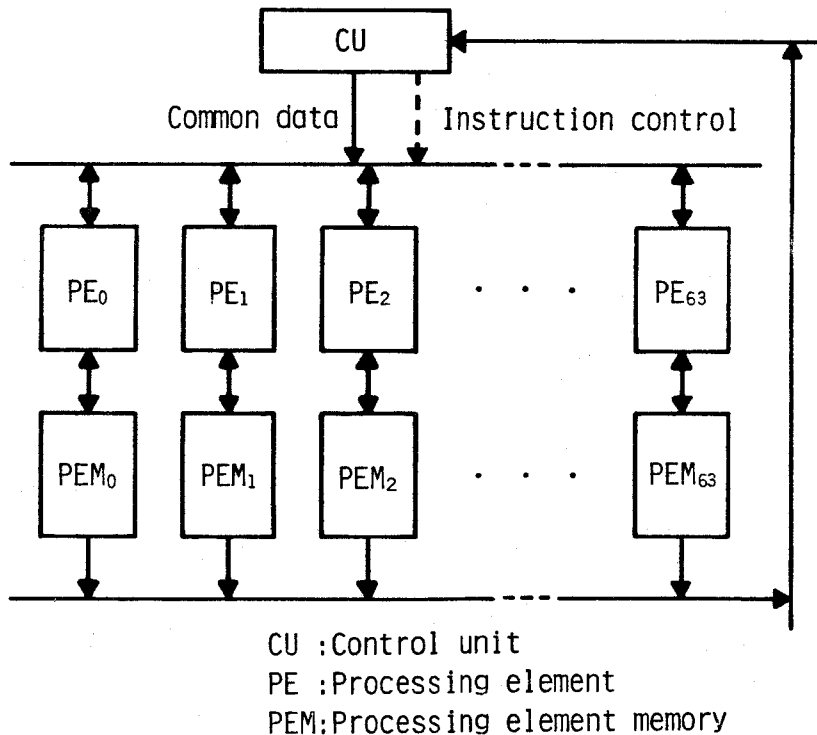 CU
Common data
Instruction control
PE₀
PE₁
PE₂
. . .
PE₆₃
PEM₀
PEM₁
PEM₂
. . .
PEM₆₃
CU :Control unit
PE :Processing element
PEM:Processing element memory